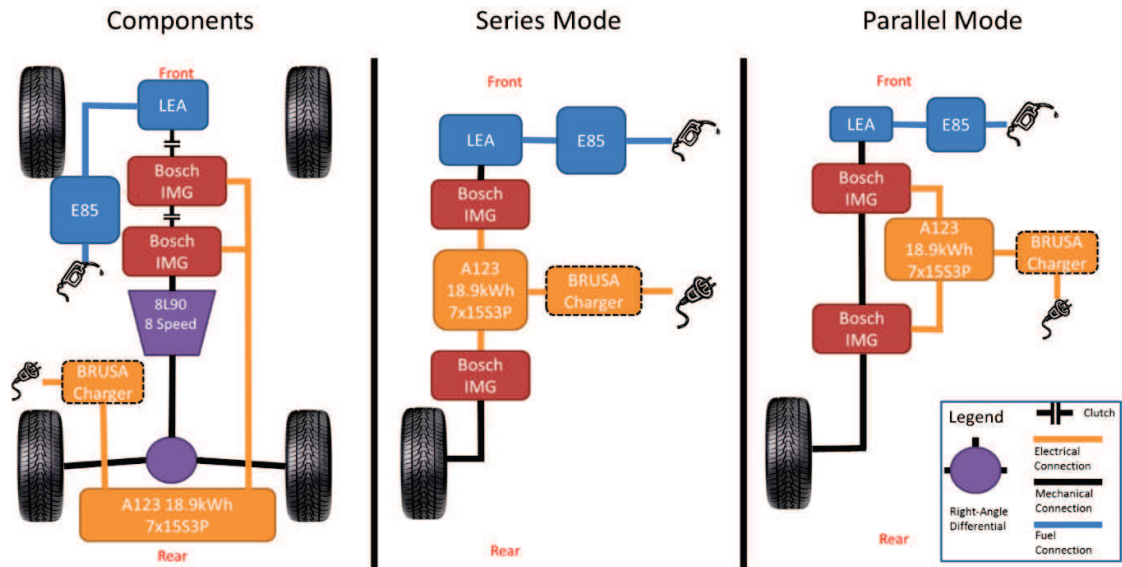 Components
Front
LEA
Bosch
IMG
E85
Bosch
IMG
8L90
8 Speed
BRUSA
Charger
A123 18.9kWh
7x15S3P
Rear
Series Mode
Front
LEA
E85
Bosch
IMG
A123
18.9kWh
7x15S3P
BRUSA
Charger
Bosch
IMG
Rear
Parallel Mode
Front
LEA
E85
Bosch
IMG
A123
18.9kWh
7x15S3P
BRUSA
Charger
Bosch
IMG
Rear
Legend
Clutch
Electrical
Connection
Mechanical
Connection
Right-Angle
Differential
Fuel
Connection